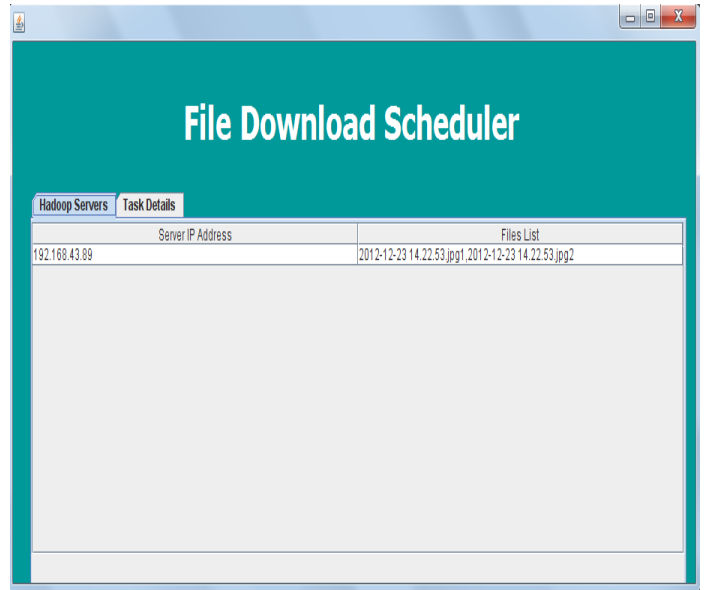 X
File Download Scheduler
Hadoop Servers Task Details
Server IP Address Files List
192.168.43.89 2012-12-23 14.22.53.jpg1,2012-12-23 14.22.53.jpg2